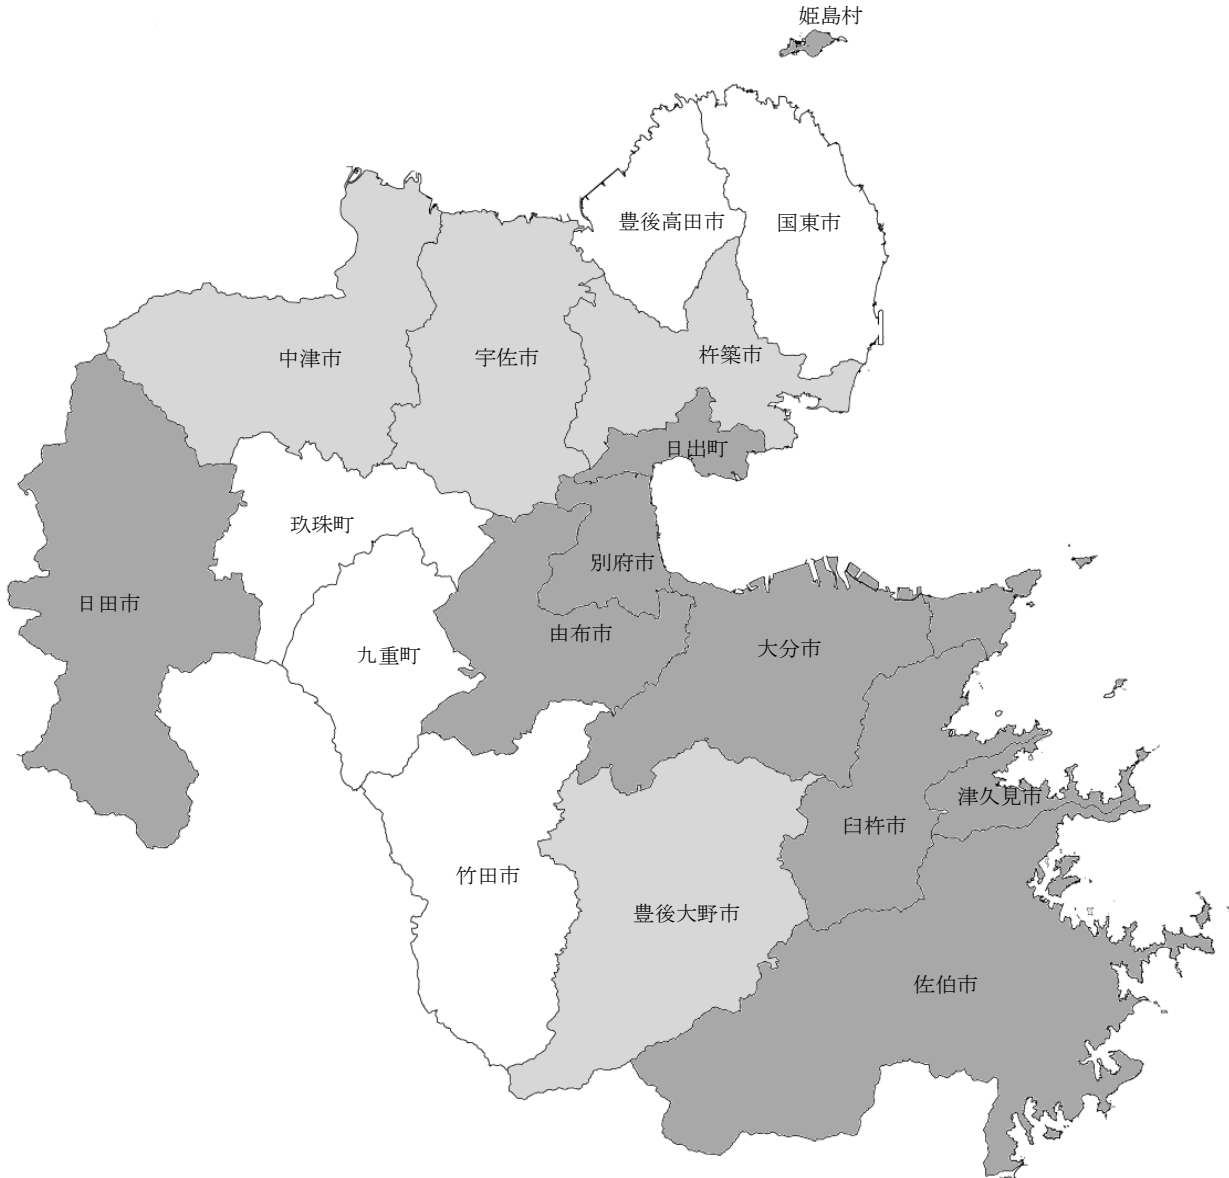 姫島村
豊後高田市
国東市
中津市
宇佐市
杵築市
日出町
玖珠町
別府市
日田市
由布市
大分市
九重町
津久見市
臼杵市
竹田市
豊後大野市
佐伯市